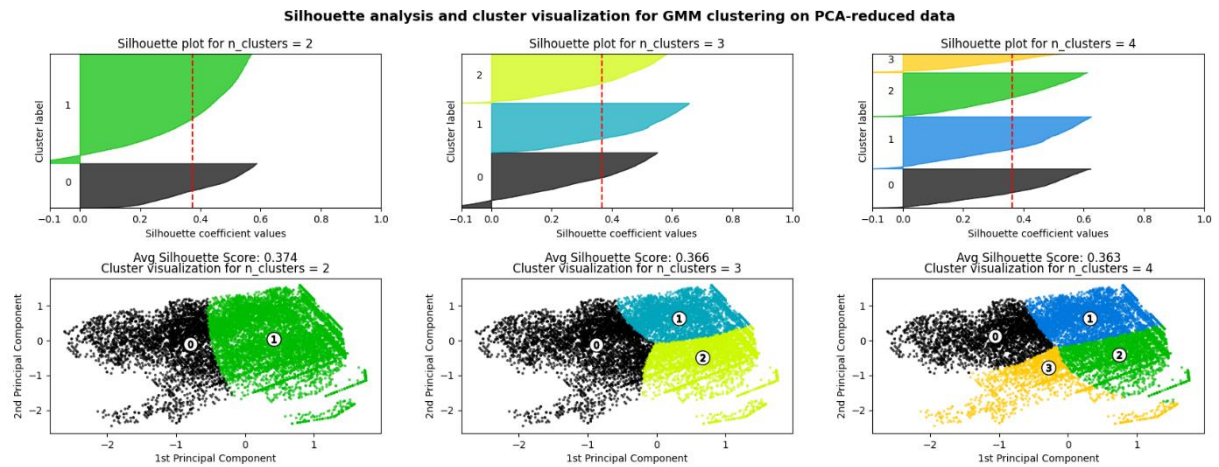 Silhouette analysis and cluster visualization for GMM clustering on PCA-reduced data
Silhouette plot for n_clusters = 2
Cluster label
1
0
−0.1 0.0 0.2 0.4 0.6 0.8 1.0
Silhouette coefficient values
Silhouette plot for n_clusters = 3
Cluster label
2
1
0
−0.1 0.0 0.2 0.4 0.6 0.8 1.0
Silhouette coefficient values
Silhouette plot for n_clusters = 4
Cluster label
3
2
1
0
−0.1 0.0 0.2 0.4 0.6 0.8 1.0
Silhouette coefficient values
Avg Silhouette Score: 0.374
Cluster visualization for n_clusters = 2
2nd Principal Component
1
0
−1
−2
0 1
−2 −1 0 1
1st Principal Component
Avg Silhouette Score: 0.366
Cluster visualization for n_clusters = 3
2nd Principal Component
1
0
−1
−2
1
0
2
−2 −1 0 1
1st Principal Component
Avg Silhouette Score: 0.363
Cluster visualization for n_clusters = 4
2nd Principal Component
1
0
−1
−2
1
0
2
3
−2 −1 0 1
1st Principal Component